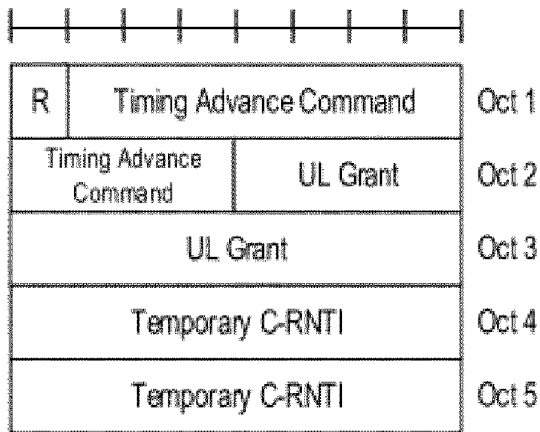 R Timing Advance Command Oct 1
Timing Advance
Command UL Grant Oct 2
UL Grant Oct 3
Temporary C-RNTI Oct 4
Temporary C-RNTI Oct 5